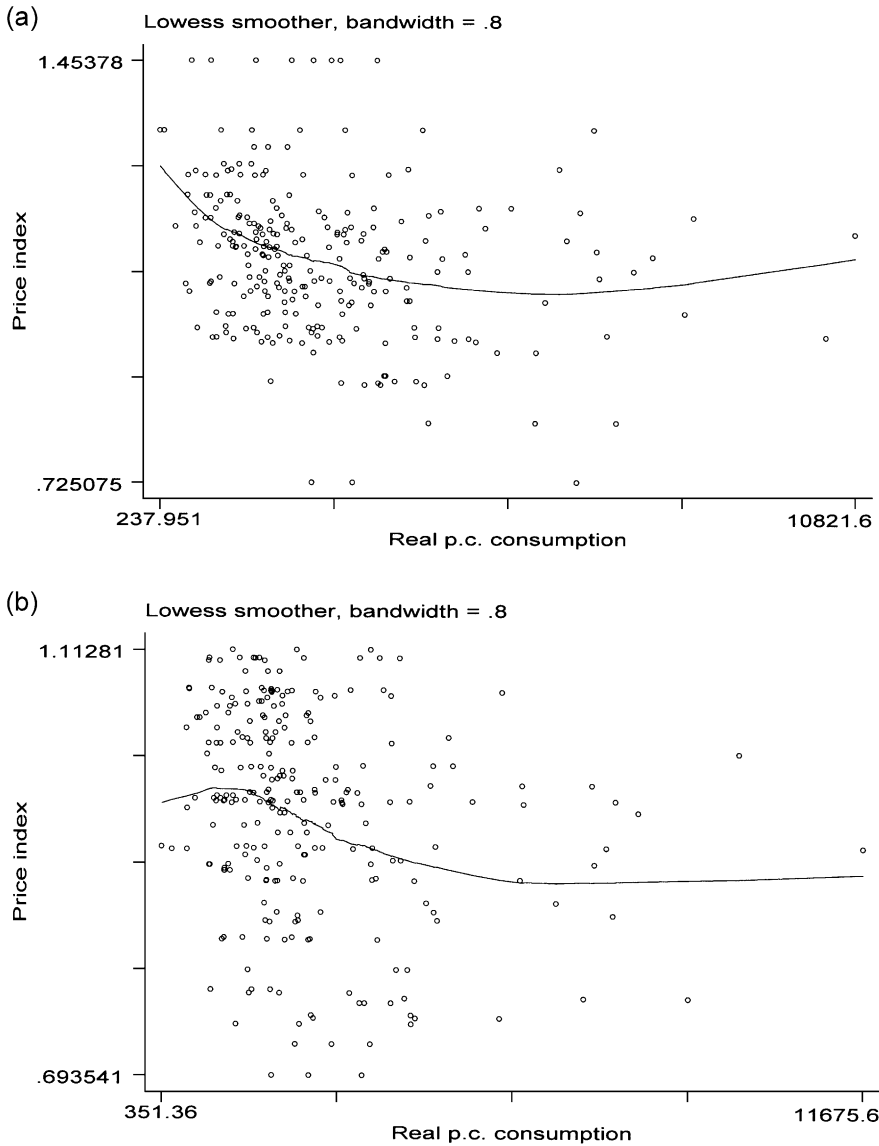 (a)
Lowess smoother, bandwidth = .8
1.45378
Price index
.725075
237.951
10821.6
Real p.c. consumption
(b)
Lowess smoother, bandwidth = .8
1.11281
Price index
.693541
351.36
11675.6
Real p.c. consumption